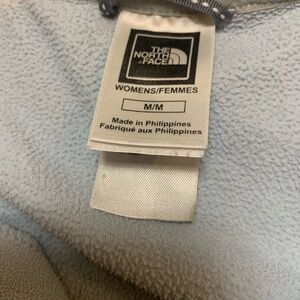 THE
NORTH
FACE
WOMENS/FEMMES
M/M
Made in Philippines
Fabriqué aux Philippines